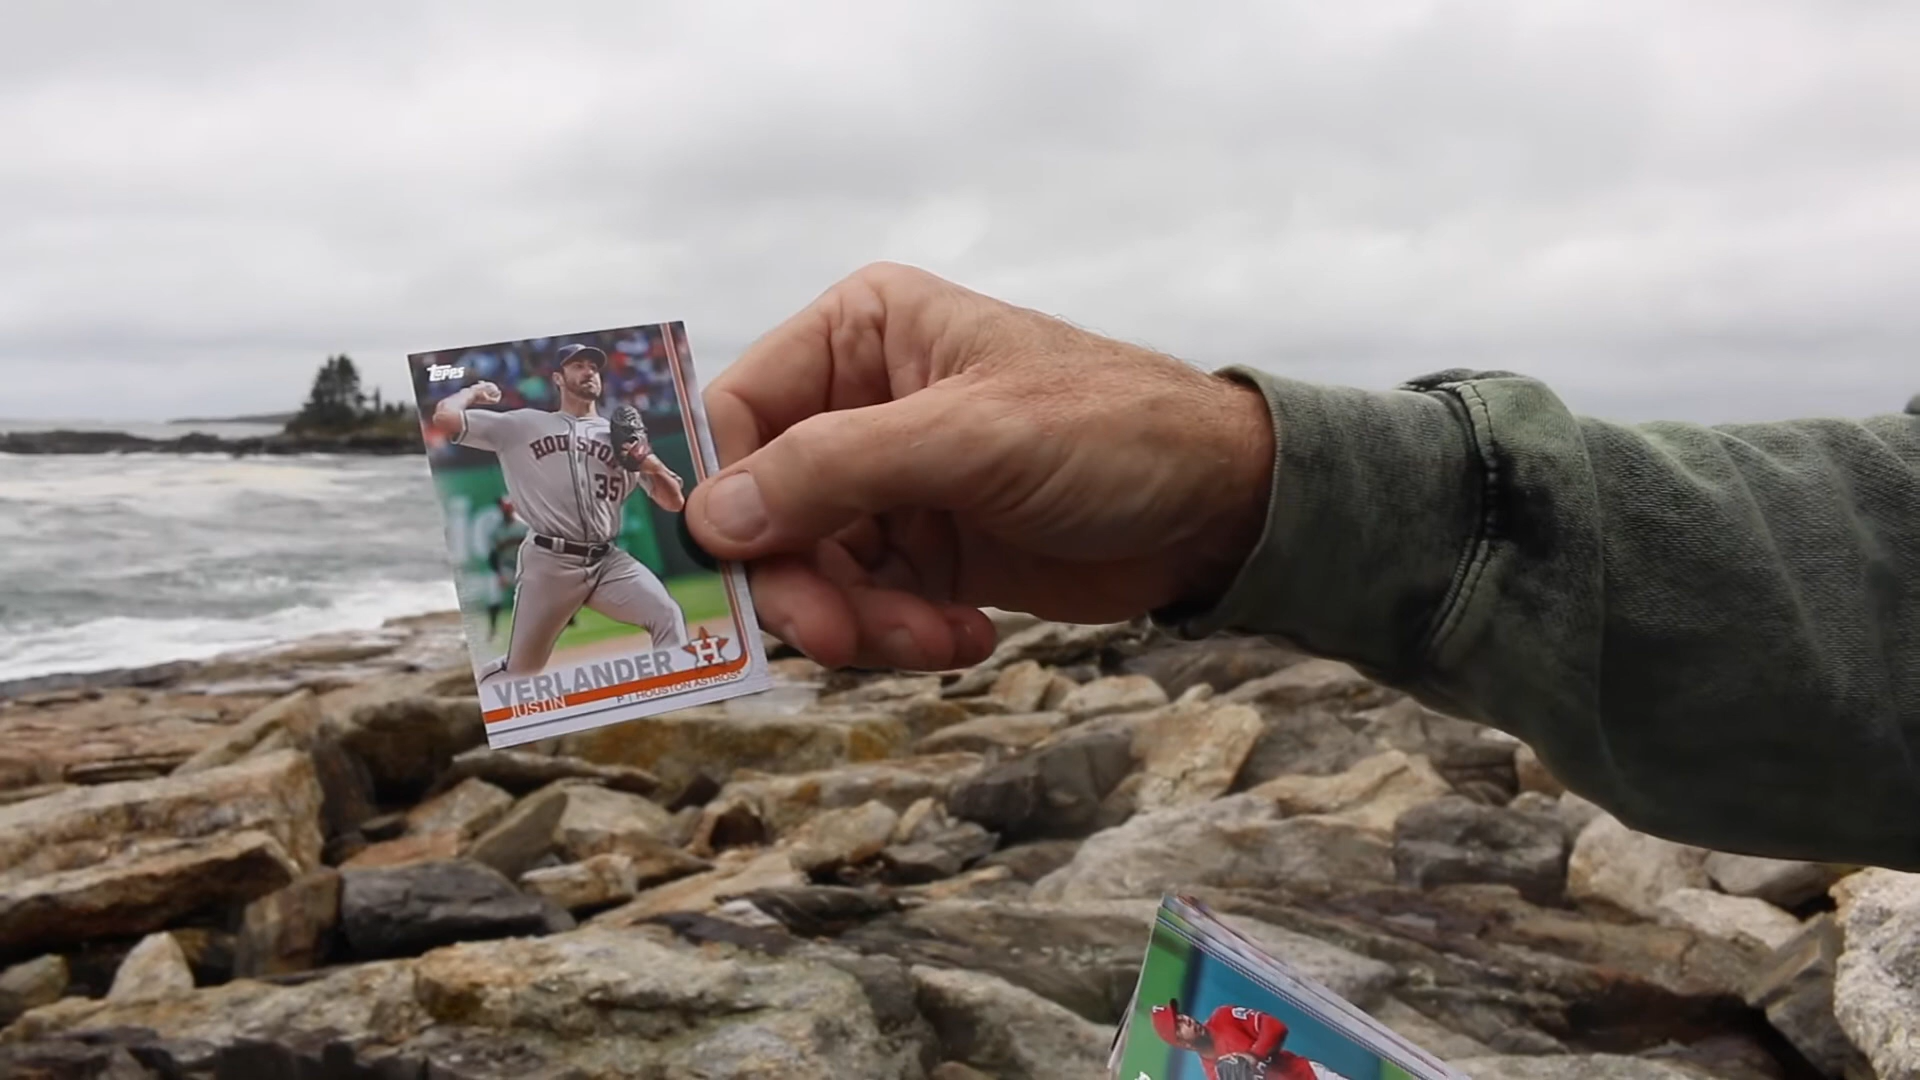 Topps
HOUSTON
35
H
VERLANDER
JUSTIN
P | HOUSTON ASTROS®